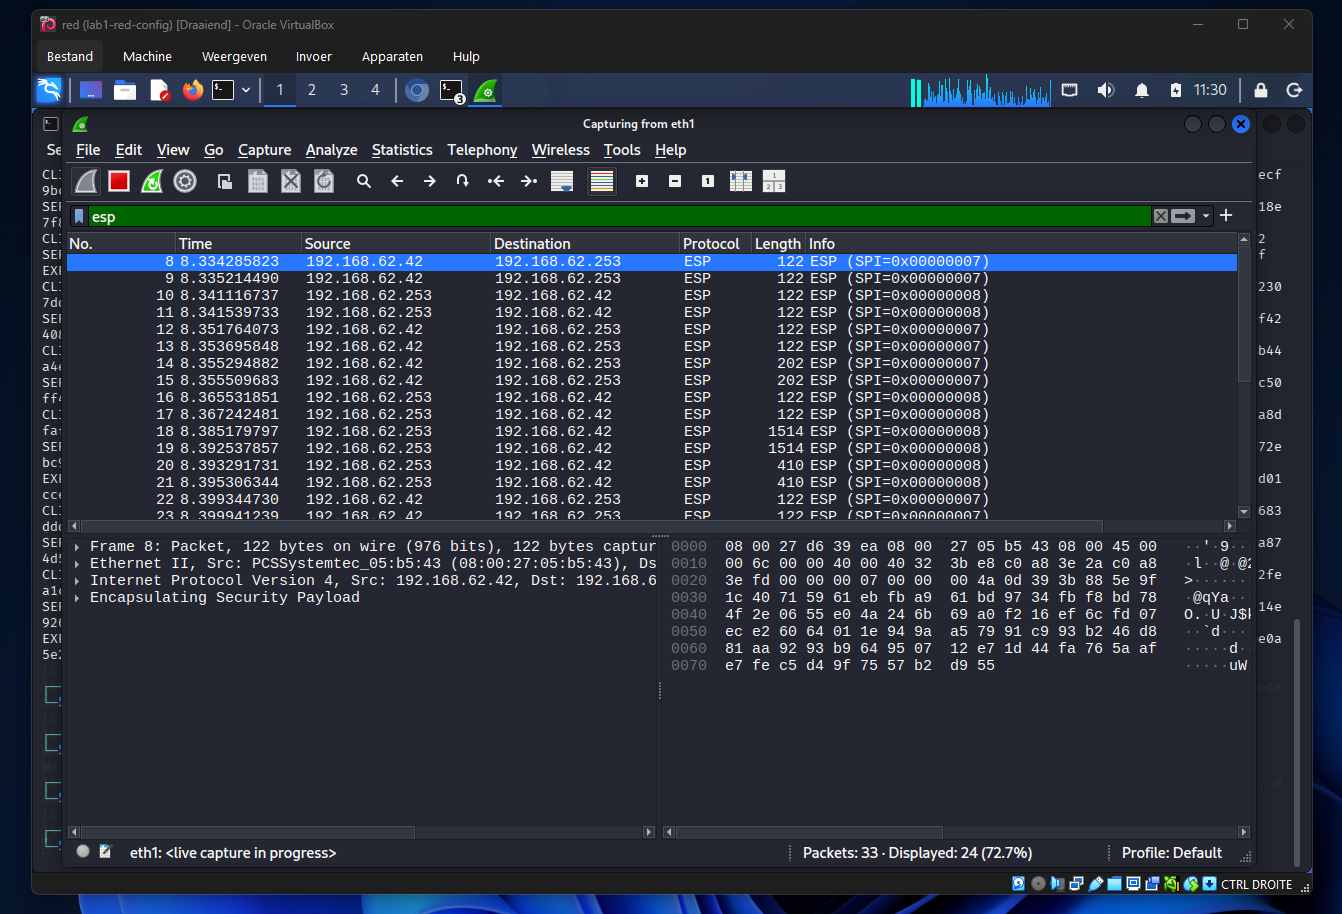 red (lab1-red-config) [Draaiend] - Oracle VirtualBox
Bestand Machine Weergeven Invoer Apparaten Help
1 2 3 4 3 11:30
Capturing from eth1
File Edit View Go Capture Analyze Statistics Telephony Wireless Tools Help
esp
No. Time Source Destination Protocol Length Info
8 8.334285823 192.168.62.42 192.168.62.253 ESP 122 ESP (SPI=0x00000007)
9 8.335214490 192.168.62.42 192.168.62.253 ESP 122 ESP (SPI=0x00000007)
10 8.341116737 192.168.62.253 192.168.62.42 ESP 122 ESP (SPI=0x00000008)
11 8.341539733 192.168.62.253 192.168.62.42 ESP 122 ESP (SPI=0x00000008)
12 8.351764073 192.168.62.42 192.168.62.253 ESP 122 ESP (SPI=0x00000007)
13 8.353695848 192.168.62.42 192.168.62.253 ESP 122 ESP (SPI=0x00000007)
14 8.355294882 192.168.62.42 192.168.62.253 ESP 202 ESP (SPI=0x00000007)
15 8.355509683 192.168.62.42 192.168.62.253 ESP 202 ESP (SPI=0x00000007)
16 8.365531851 192.168.62.253 192.168.62.42 ESP 122 ESP (SPI=0x00000008)
17 8.367242481 192.168.62.253 192.168.62.42 ESP 122 ESP (SPI=0x00000008)
18 8.385179797 192.168.62.253 192.168.62.42 ESP 1514 ESP (SPI=0x00000008)
19 8.392537857 192.168.62.253 192.168.62.42 ESP 1514 ESP (SPI=0x00000008)
20 8.393291731 192.168.62.253 192.168.62.42 ESP 410 ESP (SPI=0x00000008)
21 8.395306344 192.168.62.253 192.168.62.42 ESP 410 ESP (SPI=0x00000008)
22 8.399344730 192.168.62.42 192.168.62.253 ESP 122 ESP (SPI=0x00000007)
23 8.399941239 192.168.62.42 192.168.62.253 ESP 122 ESP (SPI=0x00000007)
Frame 8: Packet, 122 bytes on wire (976 bits), 122 bytes captur
Ethernet II, Src: PCSSystemtec_05:b5:43 (08:00:27:05:b5:43), Ds
Internet Protocol Version 4, Src: 192.168.62.42, Dst: 192.168.6
Encapsulating Security Payload
0000 08 00 27 d6 39 ea 08 00 27 05 b5 43 08 00 45 00 ··'·9···
0010 00 6c 00 00 40 00 40 32 3b e8 c0 a8 3e 2a c0 a8 ·l··@·@2
0020 3e fd 00 00 00 07 00 00 00 4a 0d 39 3b 88 5e 9f >·······
0030 1c 40 71 59 61 eb fb a9 61 bd 97 34 fb f8 bd 78 ·@qYa···
0040 4f 2e 06 55 e0 4a 24 6b 69 a0 f2 16 ef 6c fd 07 O.·U·J$k
0050 ec e2 60 64 01 1e 94 9a a5 79 91 c9 93 b2 46 d8 ··`d····
0060 81 aa 92 93 b9 64 95 07 12 e7 1d 44 fa 76 5a af ·····d··
0070 e7 fe c5 d4 9f 75 57 b2 d9 55 ·····uW·
eth1: <live capture in progress>
Packets: 33 · Displayed: 24 (72.7%)
Profile: Default
CTRL DROITE